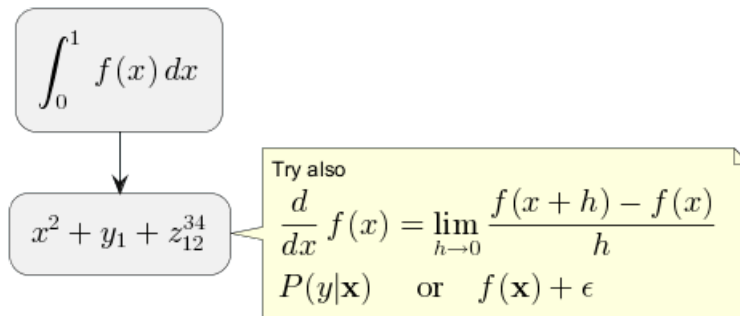 ∫₀¹ f(x) dx
x² + y₁ + z₁₂³⁴
Try also
d/dx f(x) = lim_{h→0} (f(x + h) − f(x))/h
P(y|𝐱) or f(𝐱) + ϵ